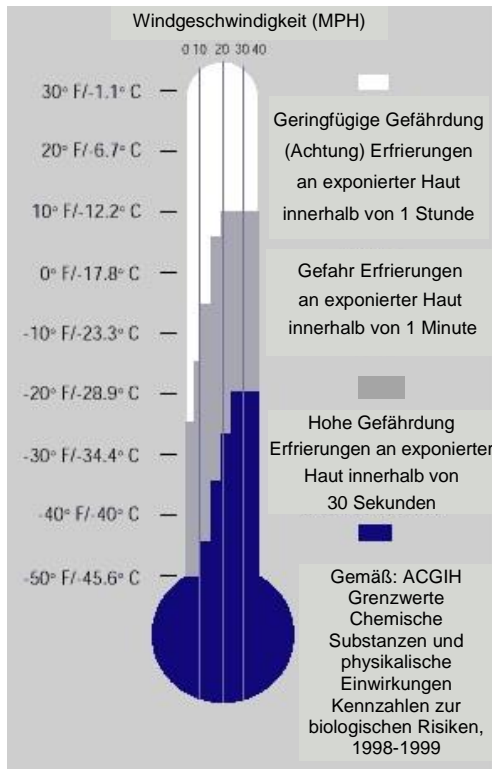 Windgeschwindigkeit (MPH)
0 10 20 30 40
30° F/-1.1° C
20° F/-6.7° C
10° F/-12.2° C
0° F/-17.8° C
-10° F/-23.3° C
-20° F/-28.9° C
-30° F/-34.4° C
-40° F/-40° C
-50° F/-45.6° C
Geringfügige Gefährdung
(Achtung) Erfrierungen
an exponierter Haut
innerhalb von 1 Stunde
Gefahr Erfrierungen
an exponierter Haut
innerhalb von 1 Minute
Hohe Gefährdung
Erfrierungen an exponierter
Haut innerhalb von
30 Sekunden
Gemäß: ACGIH
Grenzwerte
Chemische
Substanzen und
physikalische
Einwirkungen
Kennzahlen zur
biologischen Risiken,
1998-1999